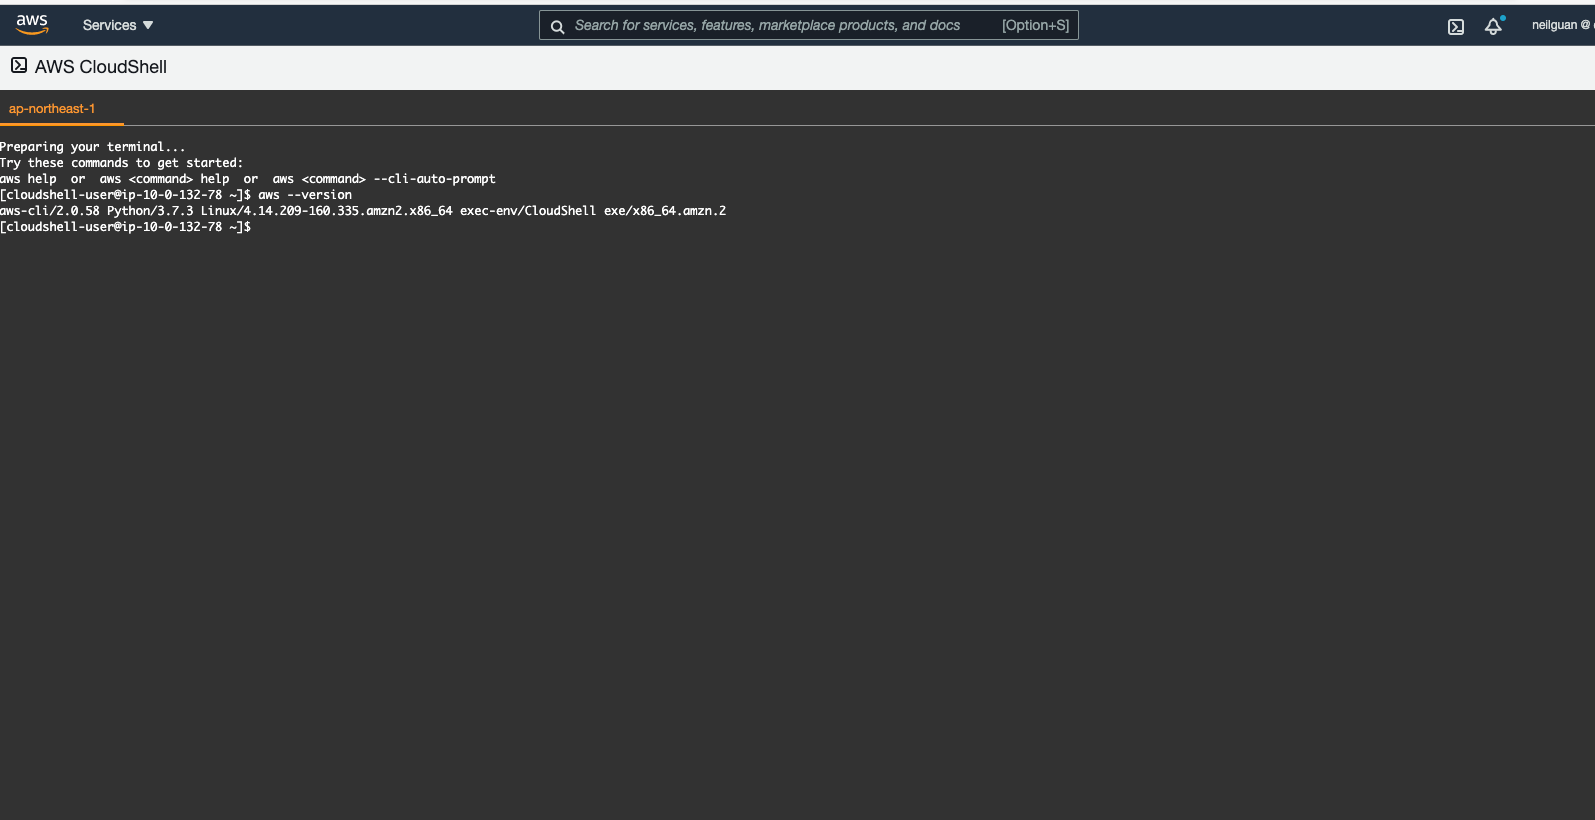 aws
Services
Search for services, features, marketplace products, and docs [Option+S]
neilguan @
AWS CloudShell
ap-northeast-1
Preparing your terminal...
Try these commands to get started:
aws help  or  aws <command> help  or  aws <command> --cli-auto-prompt
[cloudshell-user@ip-10-0-132-78 ~]$ aws --version
aws-cli/2.0.58 Python/3.7.3 Linux/4.14.209-160.335.amzn2.x86_64 exec-env/CloudShell exe/x86_64.amzn.2
[cloudshell-user@ip-10-0-132-78 ~]$